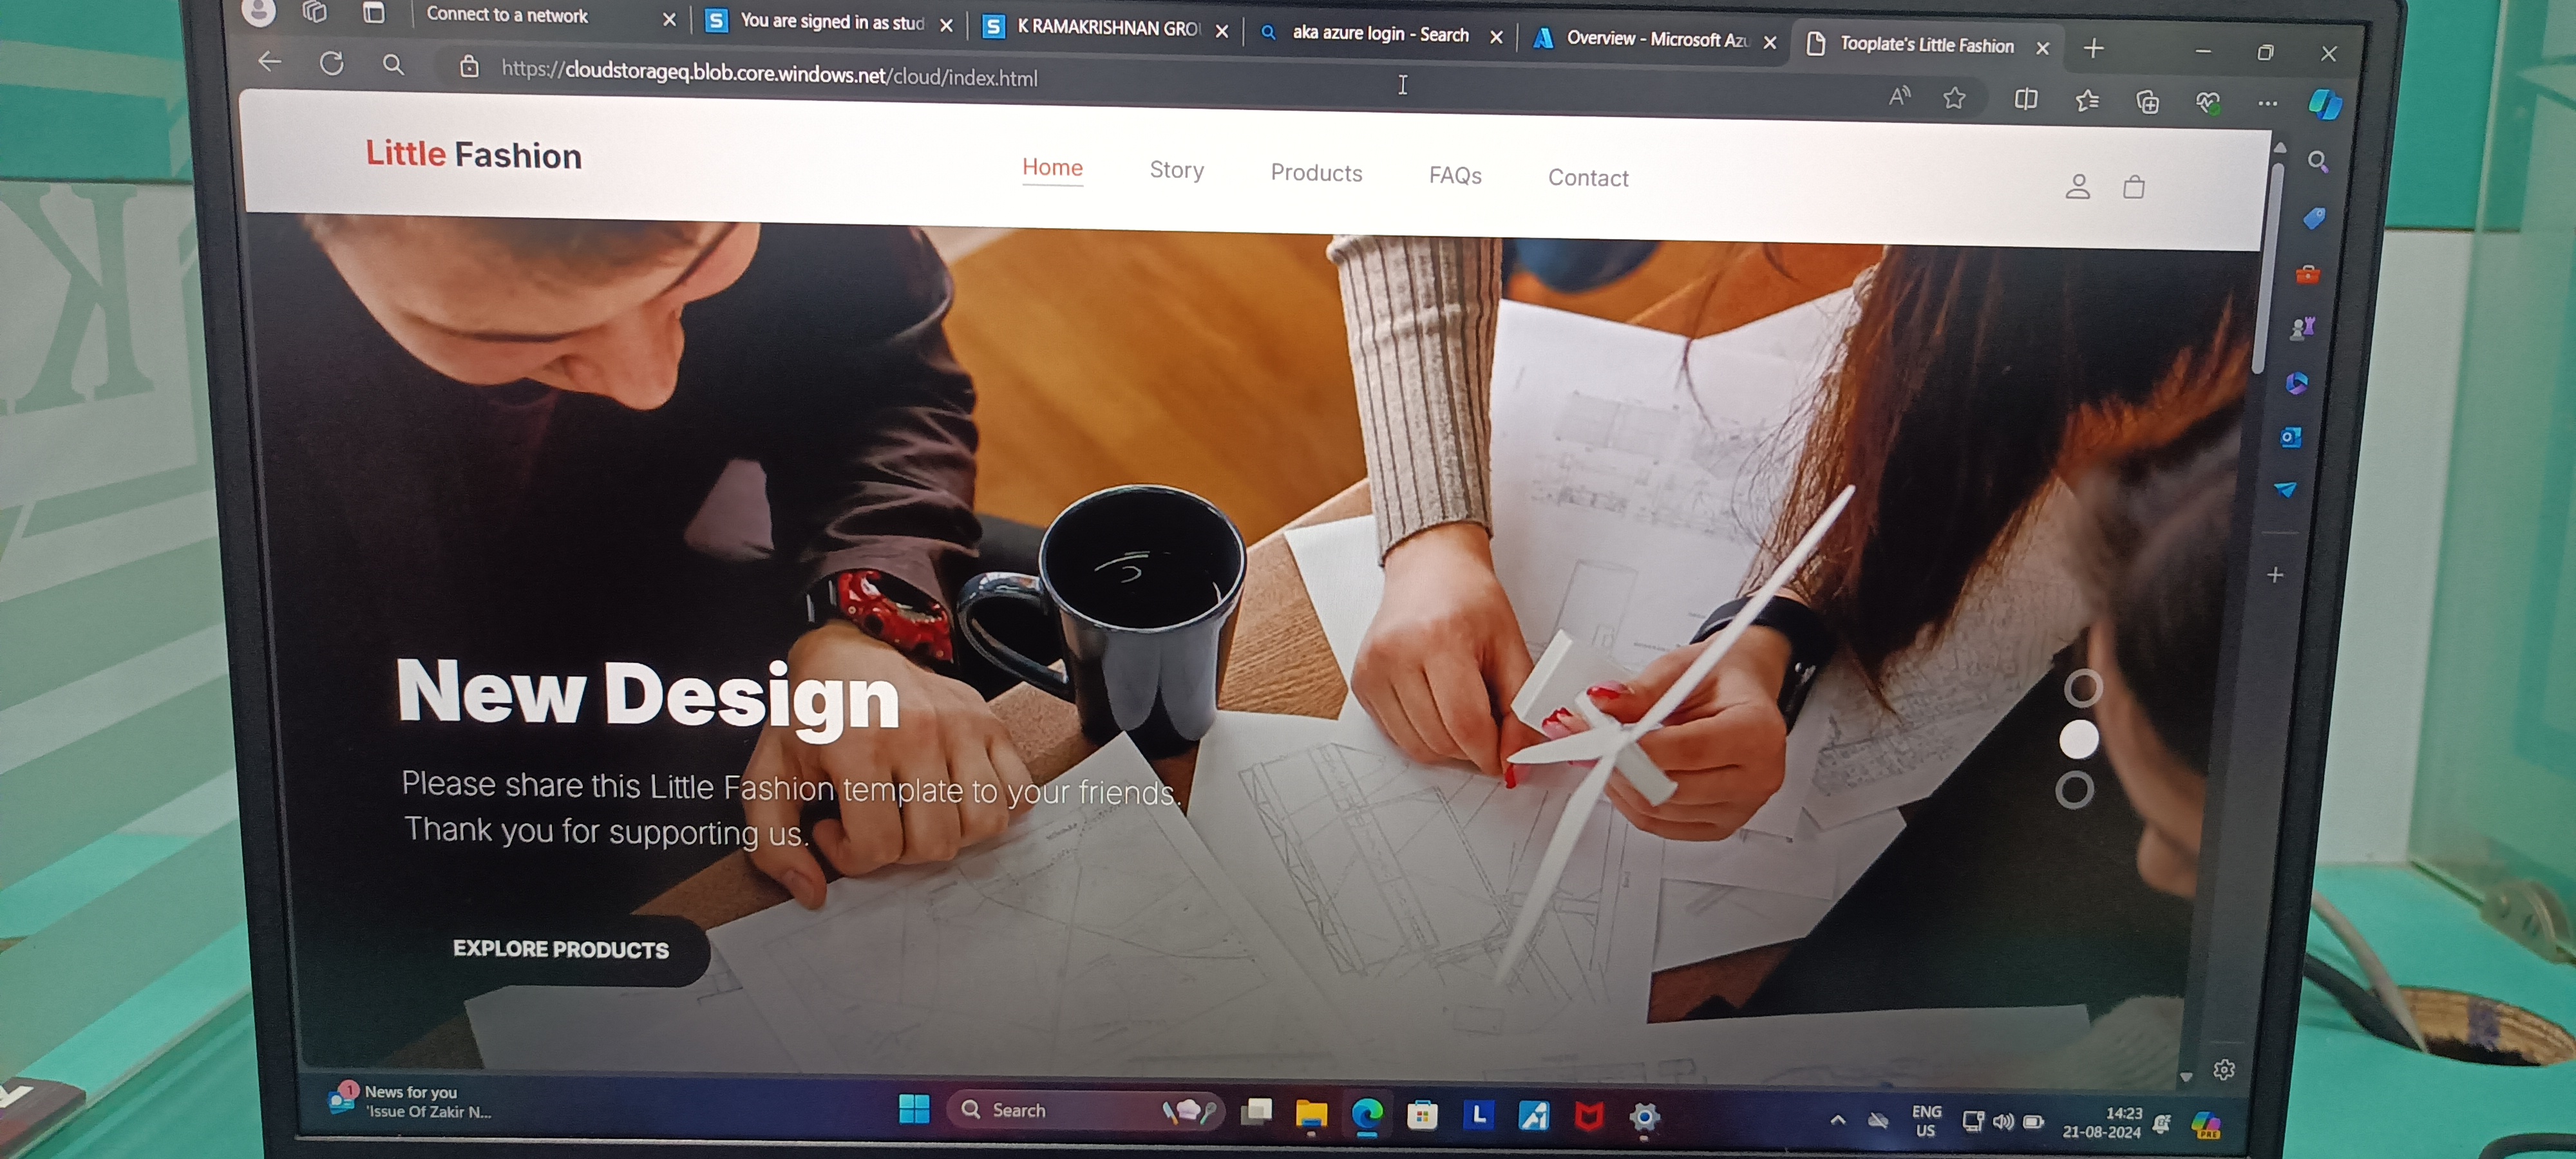 Connect to a network
You are signed in as stud
K RAMAKRISHNAN GRO
aka azure login - Search
Overview - Microsoft Azu
Tooplate's Little Fashion
https://cloudstorageq.blob.core.windows.net/cloud/index.html
Little Fashion
Home
Story
Products
FAQs
Contact
New Design
Please share this Little Fashion template to your friends.
Thank you for supporting us.
EXPLORE PRODUCTS
1
News for you
'Issue Of Zakir N...
Search
L
ENG
US
14:23
21-08-2024
PRE
K